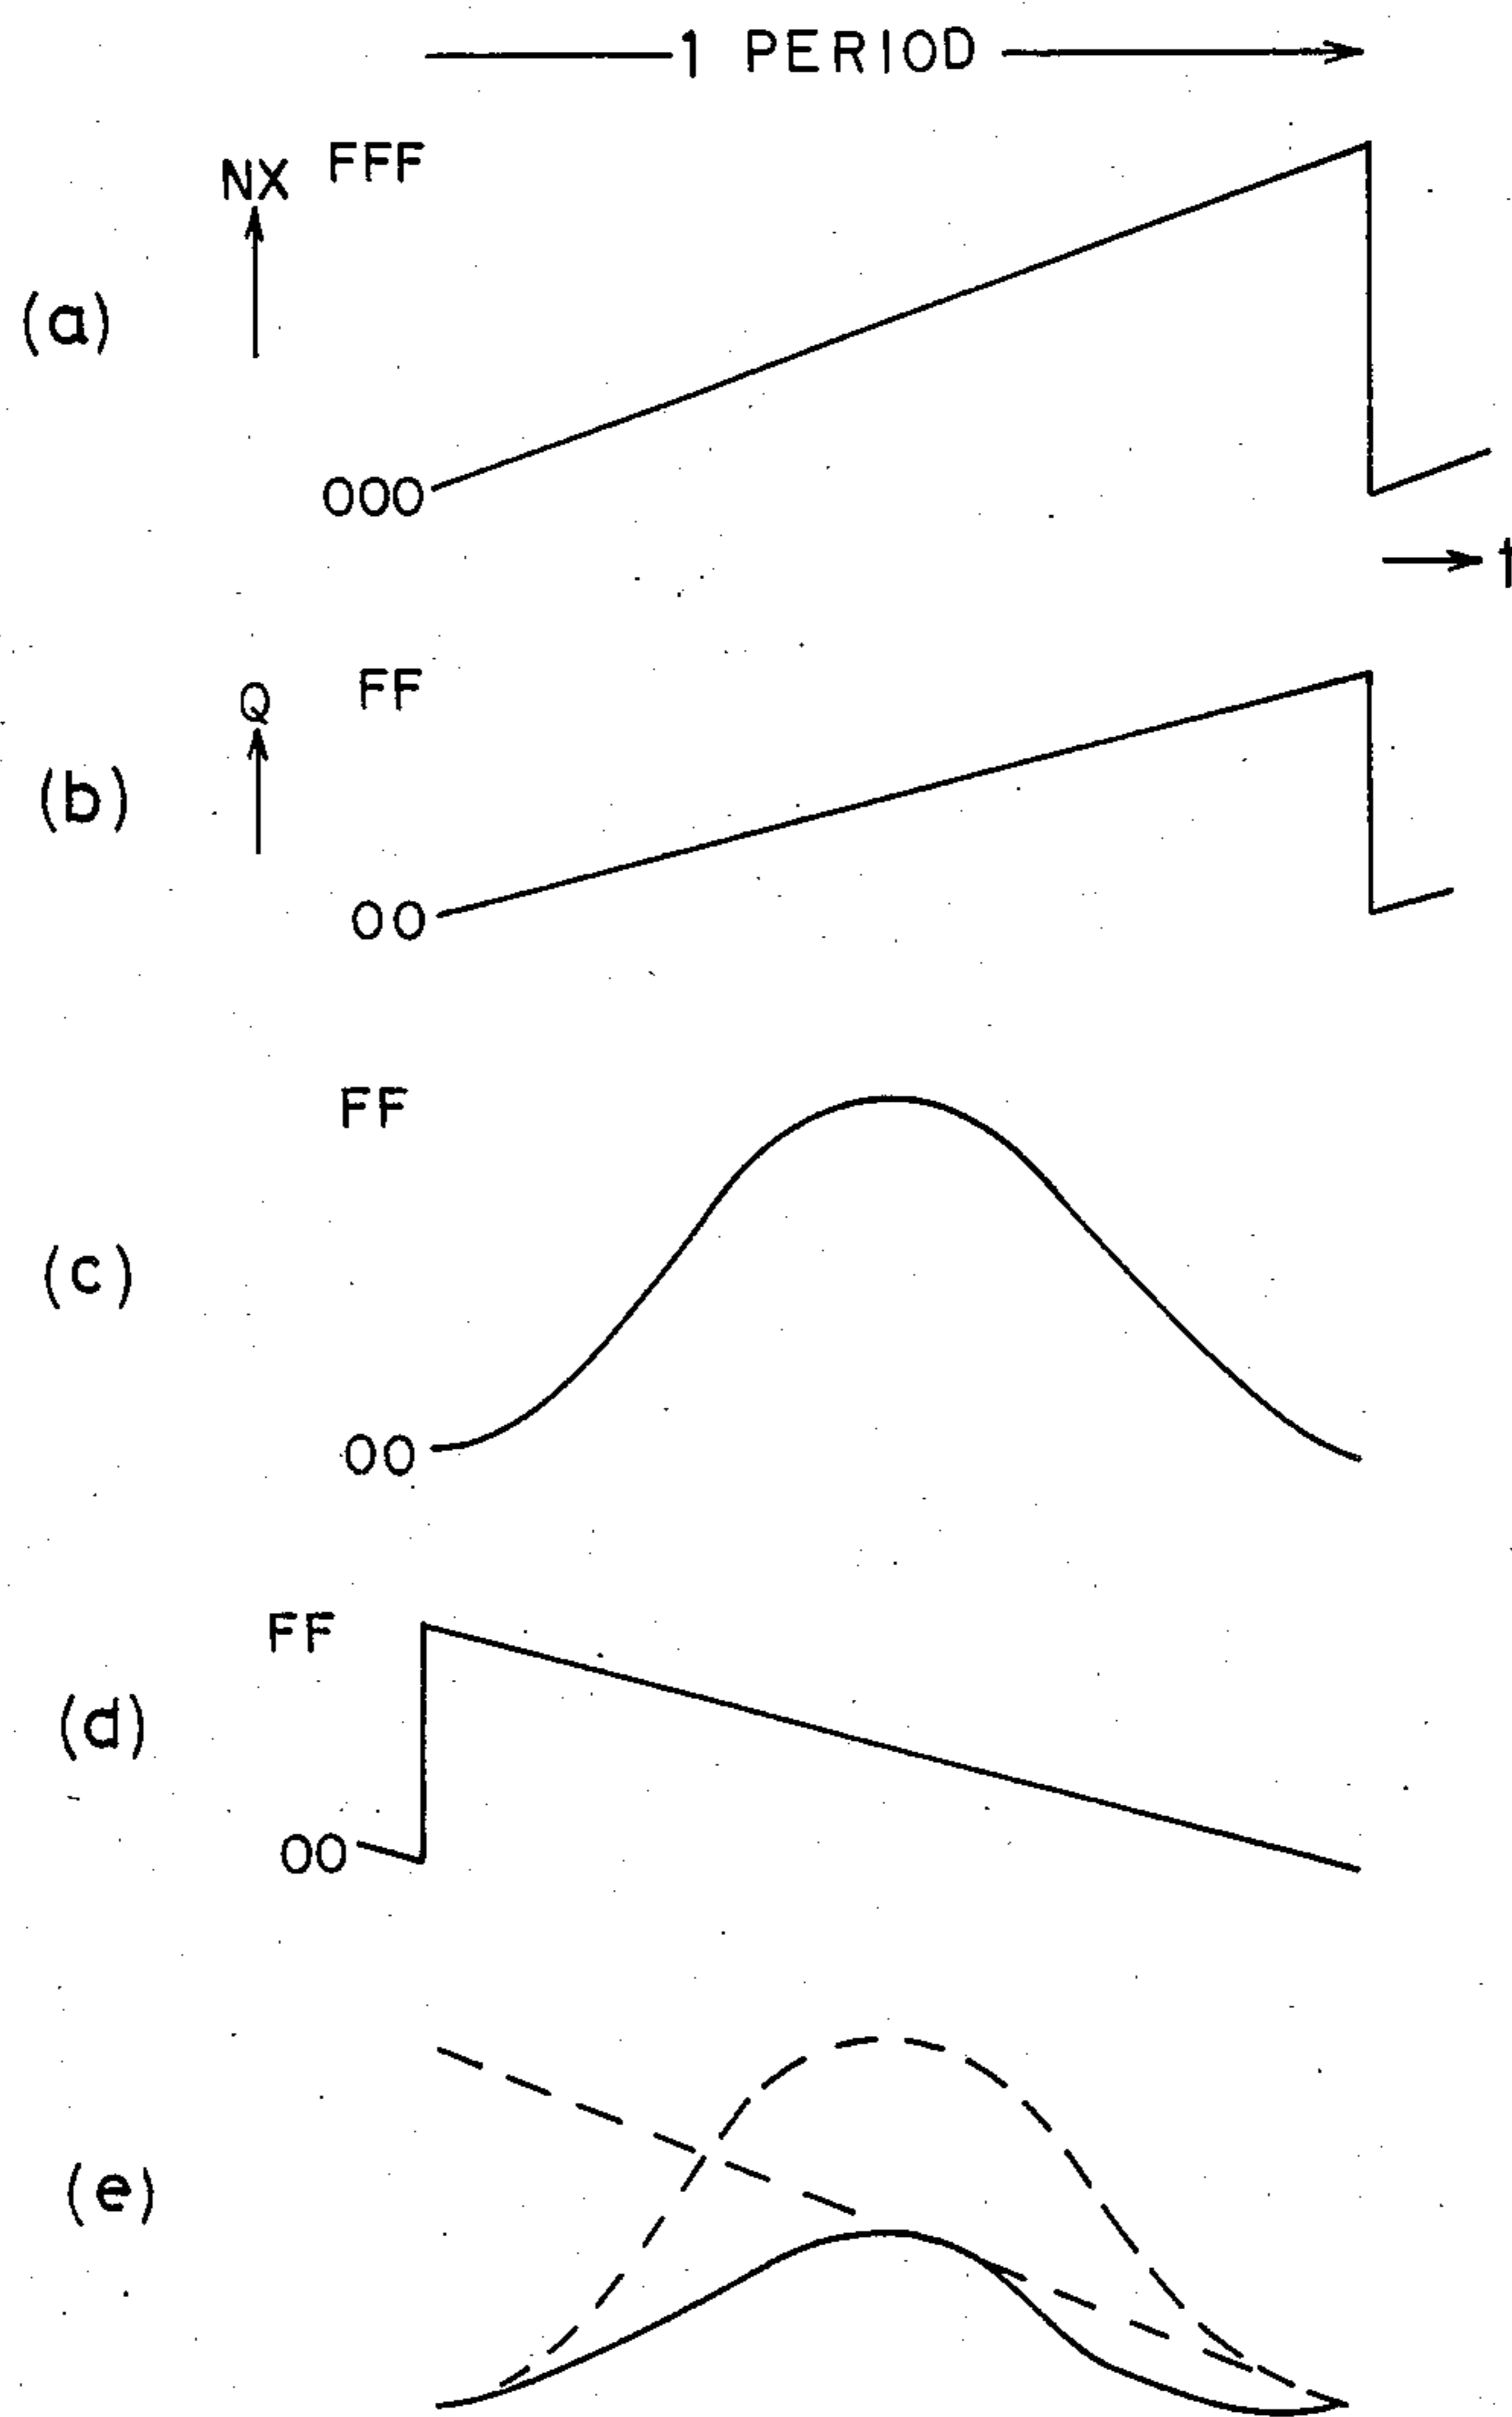 1 PERIOD
NX FFF
(a)
000
t
Q FF
(b)
00
FF
(c)
00
FF
(d)
00
(e)